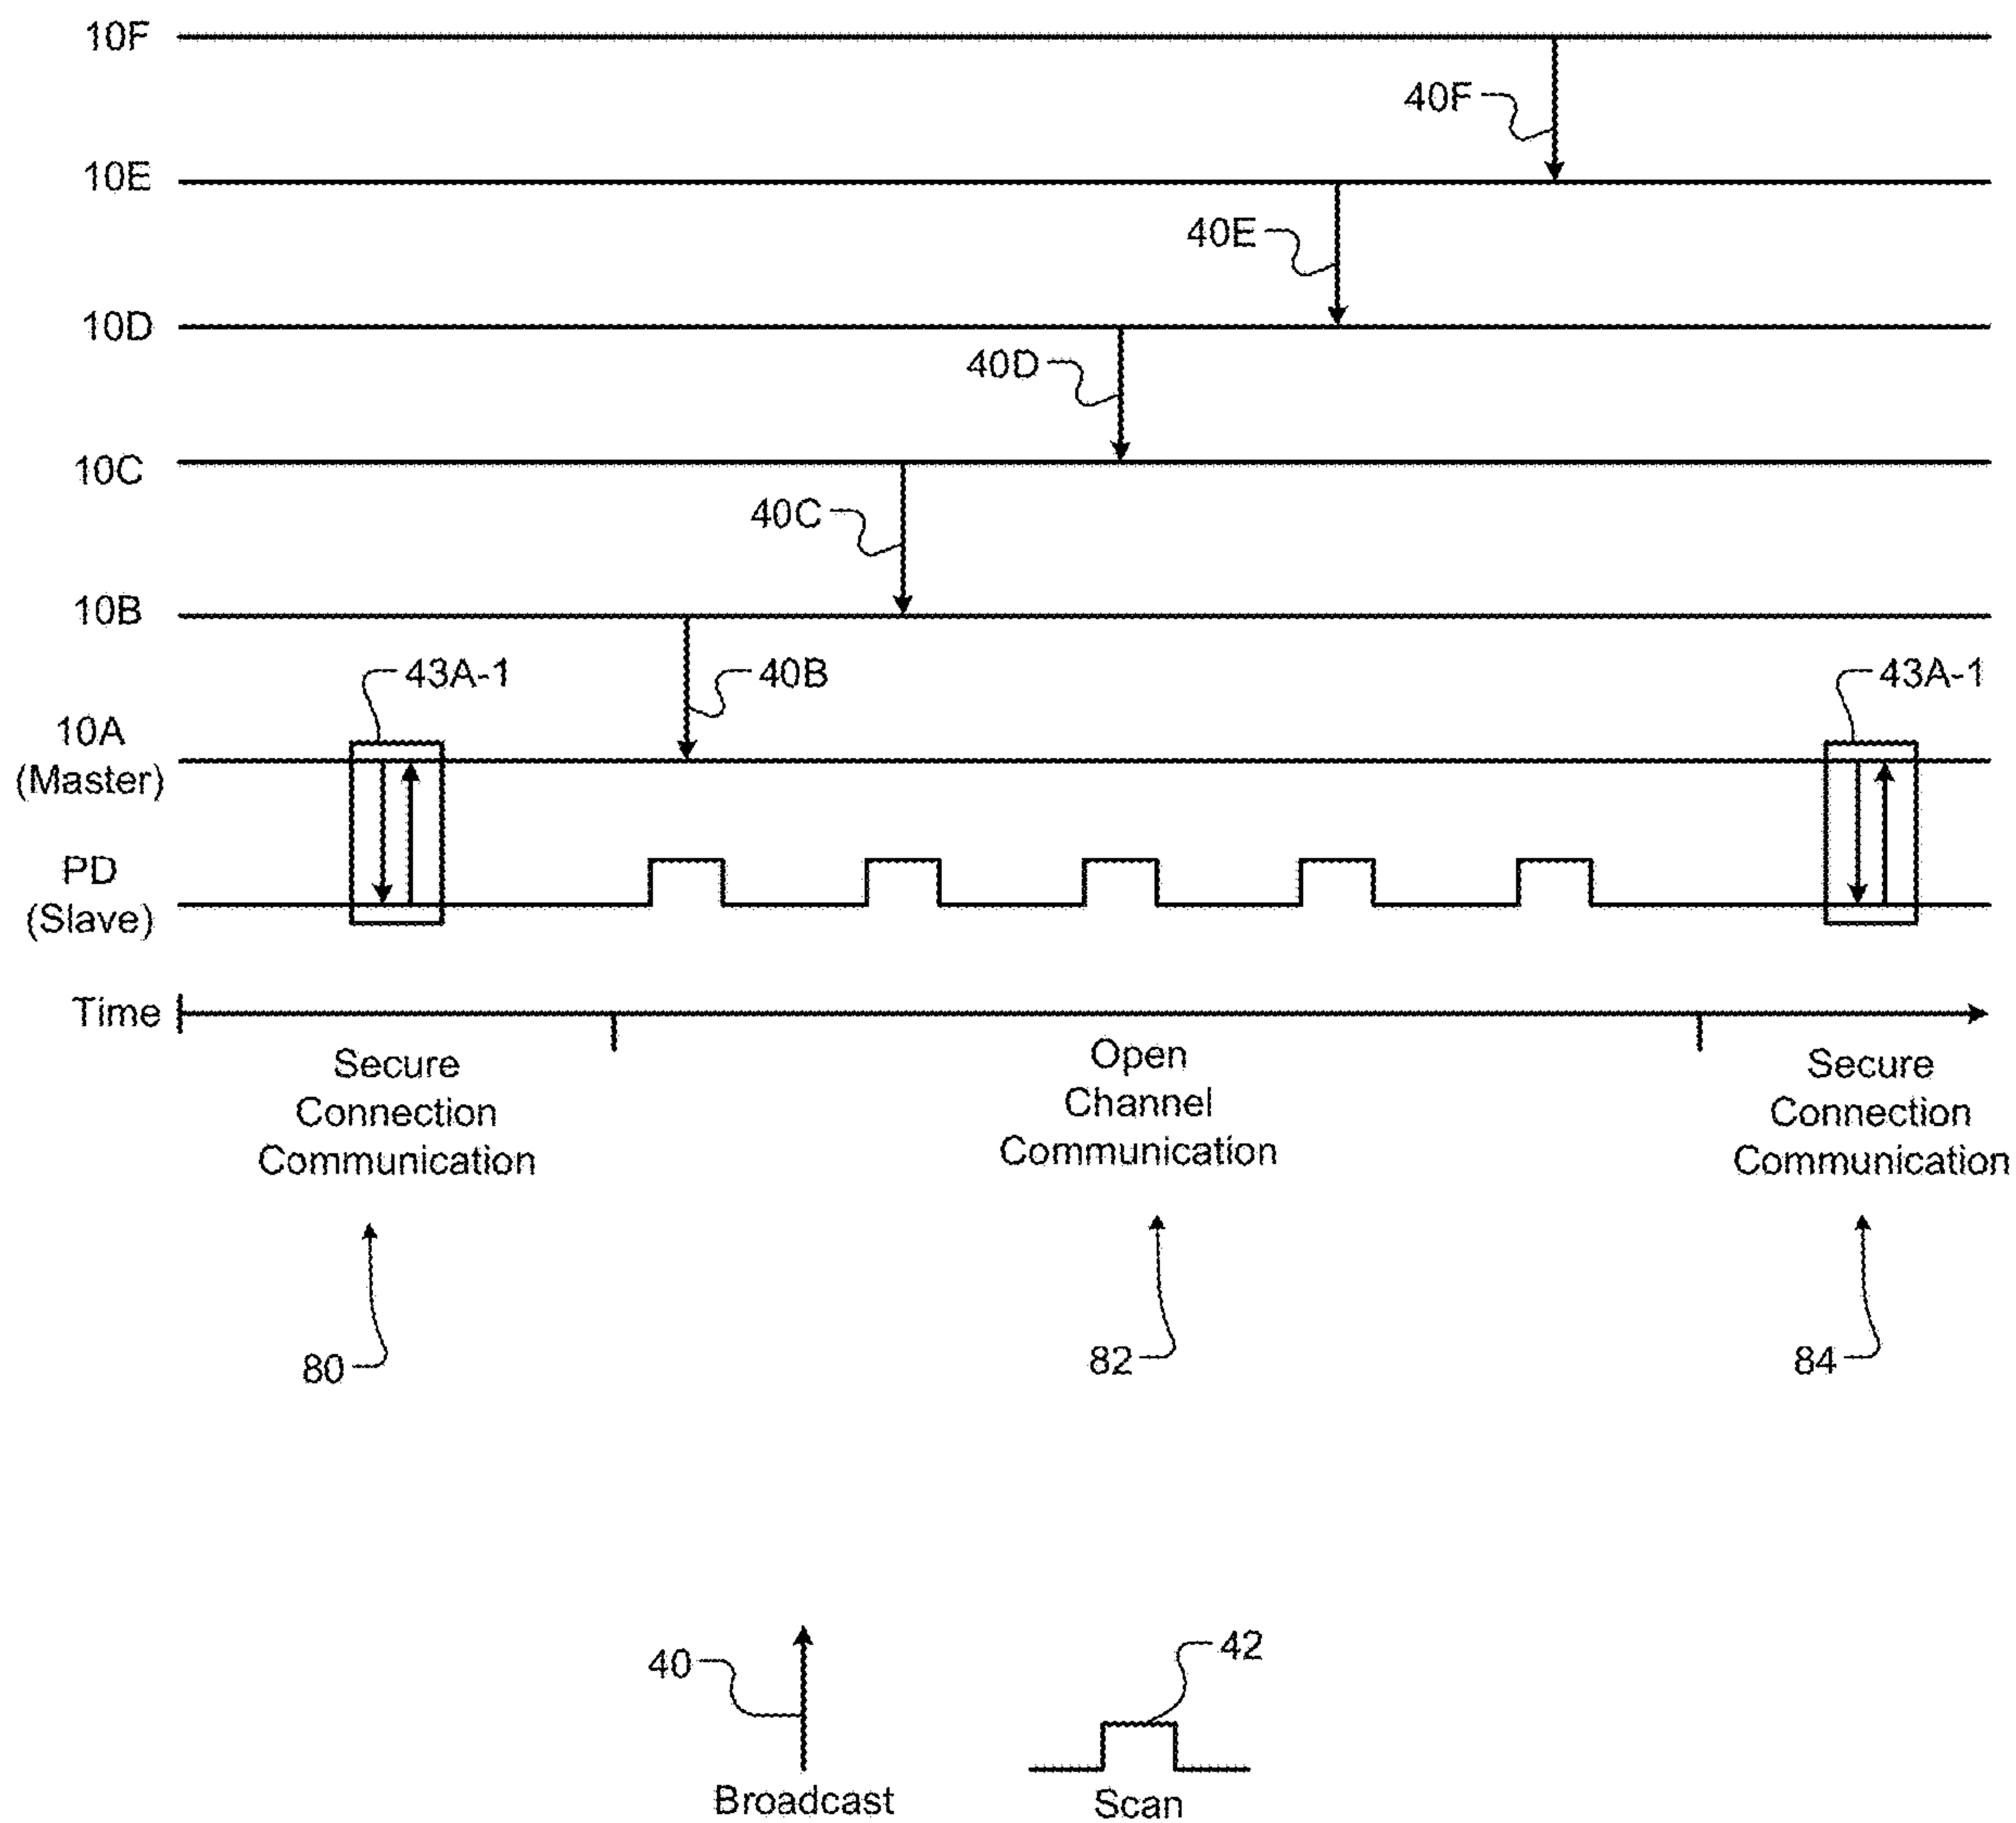 10F
40F
10E
40E
10D
40D
10C
40C
10B
43A-1
40B
43A-1
10A
(Master)
PD
(Slave)
Time
Secure
Connection
Communication
Open
Channel
Communication
Secure
Connection
Communication
80
82
84
40
42
Broadcast
Scan